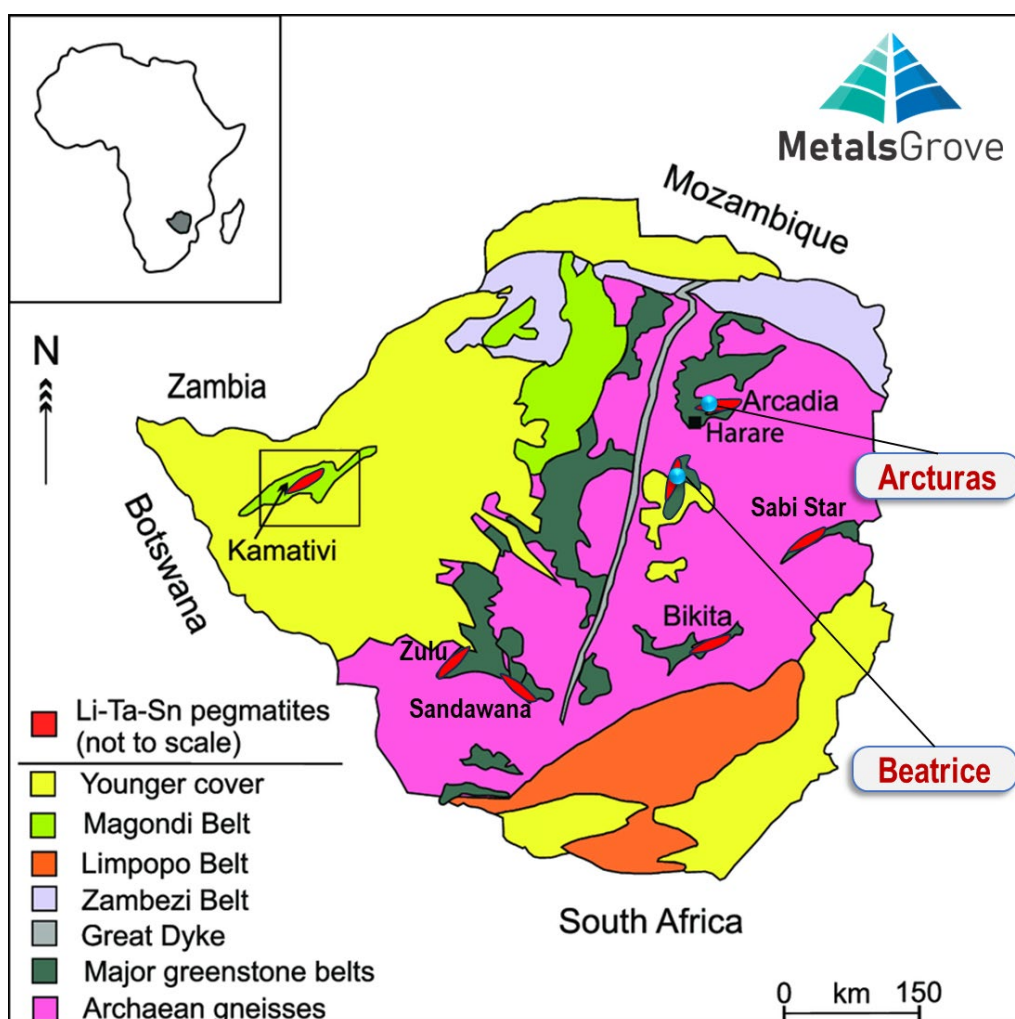 MetalsGrove
Mozambique
N
Zambia
Arcadia
Harare
Arcturas
Sabi Star
Botswana
Kamativi
Bikita
Zulu
Sandawana
Beatrice
Li-Ta-Sn pegmatites
(not to scale)
Younger cover
Magondi Belt
Limpopo Belt
Zambezi Belt
Great Dyke
Major greenstone belts
Archaean gneisses
South Africa
0 km 150